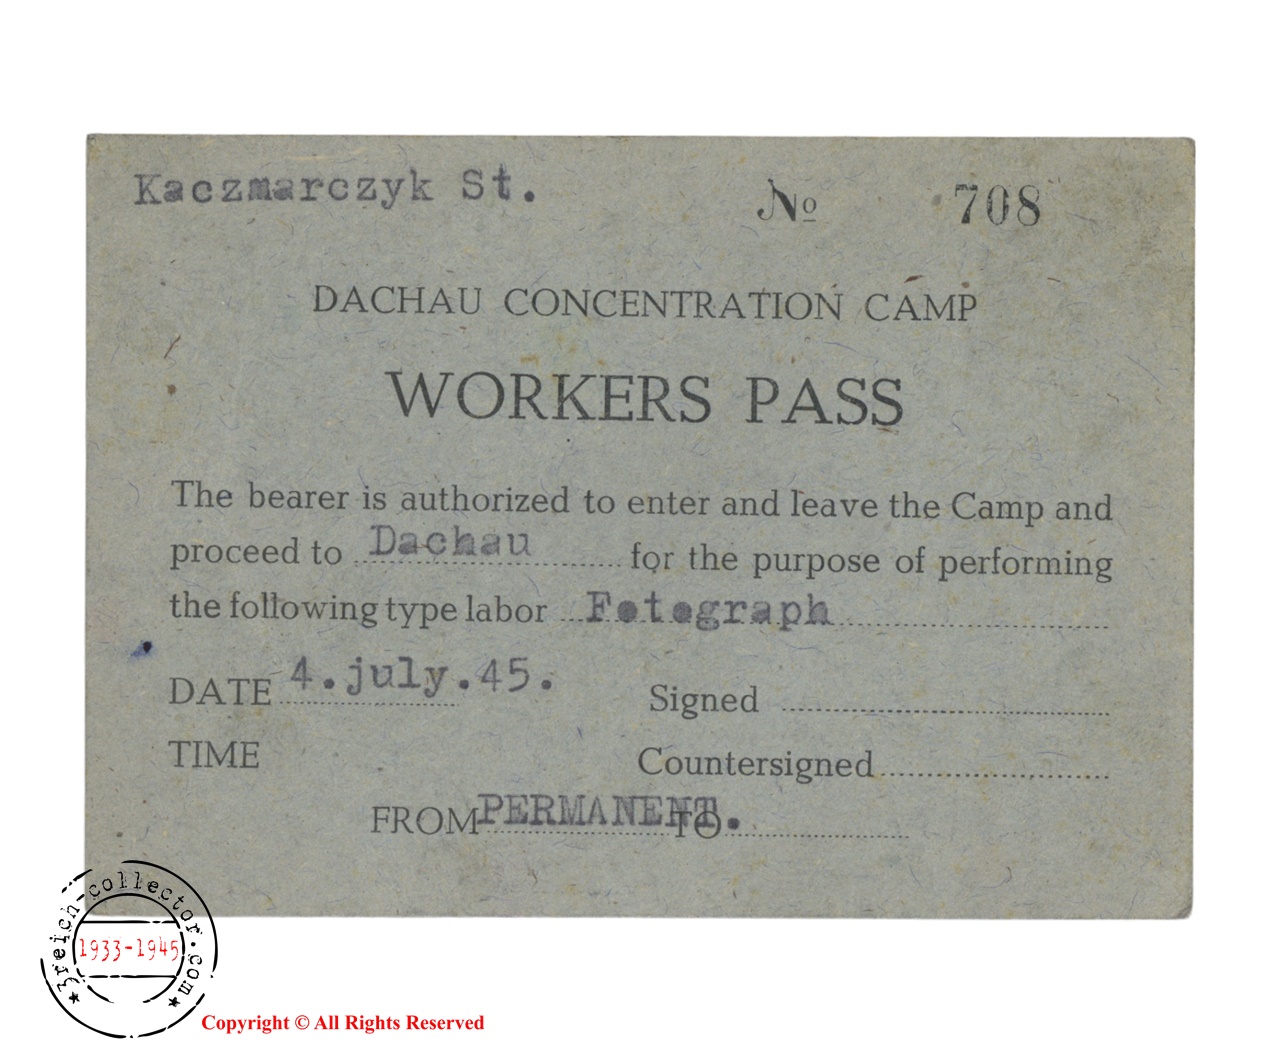 Kaczmarczyk St.
No 708
DACHAU CONCENTRATION CAMP
WORKERS PASS
The bearer is authorized to enter and leave the Camp and
proceed to Dachau for the purpose of performing
the following type labor Fotograph
DATE 4.july.45. Signed
TIME Countersigned
FROM PERMANENT. TO
3reich-collector.com
1933-1945
Copyright © All Rights Reserved